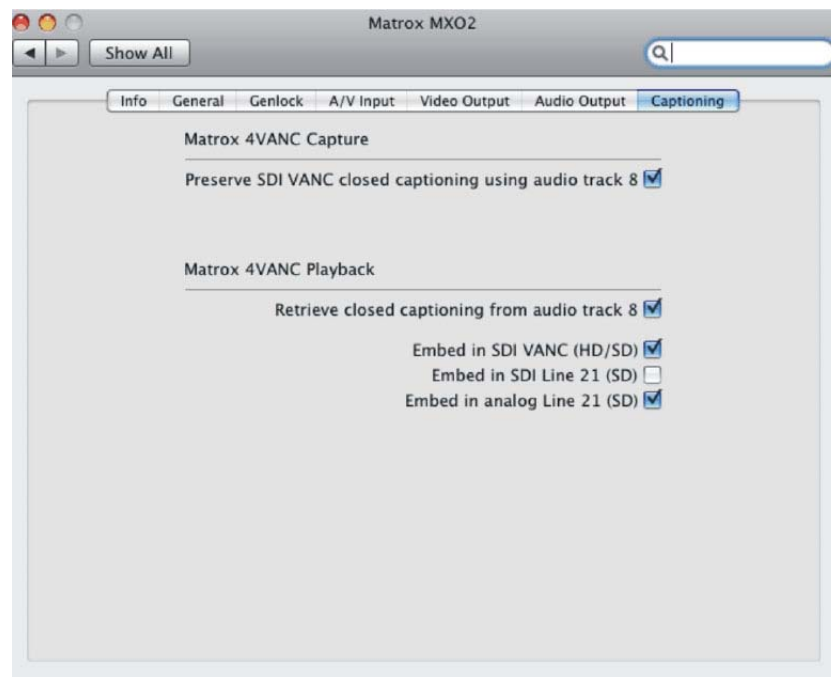 Matrox MXO2
Show All
Info General Genlock A/V Input Video Output Audio Output Captioning
Matrox 4VANC Capture
Preserve SDI VANC closed captioning using audio track 8
Matrox 4VANC Playback
Retrieve closed captioning from audio track 8
Embed in SDI VANC (HD/SD)
Embed in SDI Line 21 (SD)
Embed in analog Line 21 (SD)